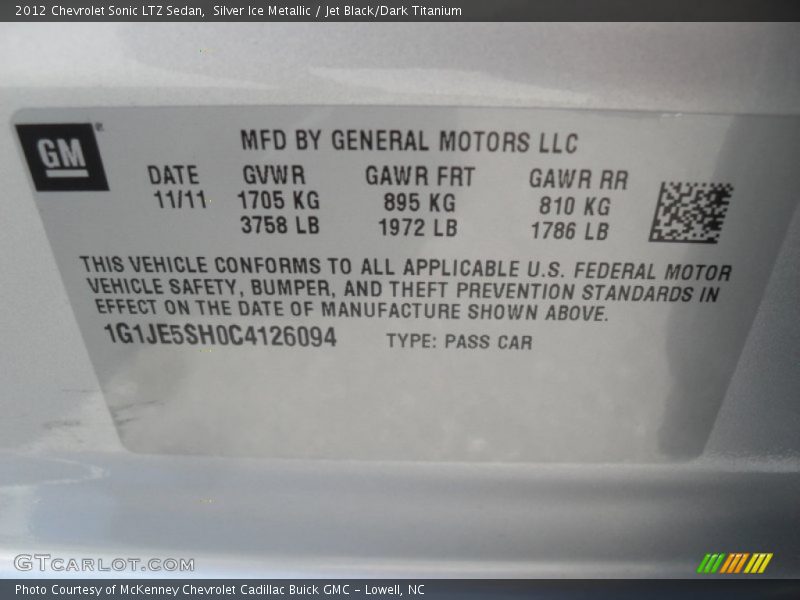 2012 Chevrolet Sonic LTZ Sedan, Silver Ice Metallic / Jet Black/Dark Titanium
GM
MFD BY GENERAL MOTORS LLC
DATE GVWR GAWR FRT GAWR RR
11/11 1705 KG 895 KG 810 KG
3758 LB 1972 LB 1786 LB
THIS VEHICLE CONFORMS TO ALL APPLICABLE U.S. FEDERAL MOTOR
VEHICLE SAFETY, BUMPER, AND THEFT PREVENTION STANDARDS IN
EFFECT ON THE DATE OF MANUFACTURE SHOWN ABOVE.
1G1JE5SH0C4126094 TYPE: PASS CAR
GTCARLOT.COM
Photo Courtesy of McKenney Chevrolet Cadillac Buick GMC - Lowell, NC